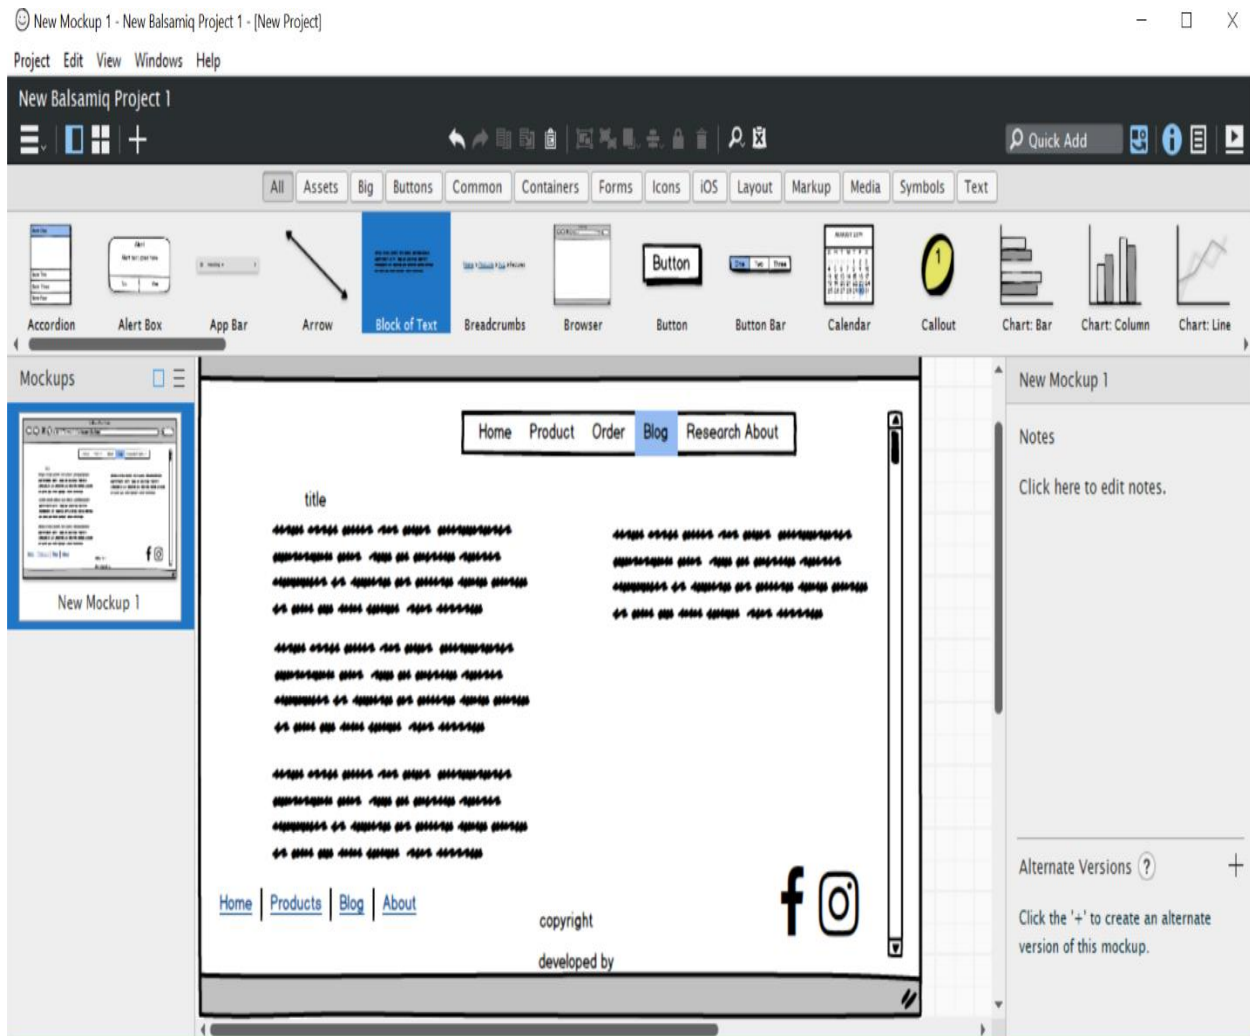 New Mockup 1 - New Balsamiq Project 1 - [New Project]
Project Edit View Windows Help
New Balsamiq Project 1
Quick Add
All Assets Big Buttons Common Containers Forms Icons iOS Layout Markup Media Symbols Text
Button
1
Accordion Alert Box App Bar Arrow Block of Text Breadcrumbs Browser Button Button Bar Calendar Callout Chart: Bar Chart: Column Chart: Line
Mockups
New Mockup 1
Home Product Order Blog Research About
title
Home Products Blog About
copyright
developed by
New Mockup 1
Notes
Click here to edit notes.
Alternate Versions ?
Click the '+' to create an alternate
version of this mockup.